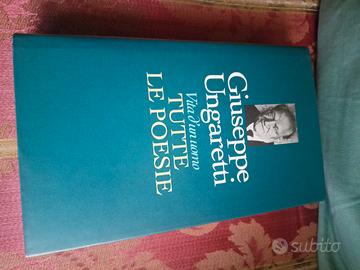 Giuseppe
Ungaretti
Vita d'un uomo
TUTTE
LE POESIE
subito